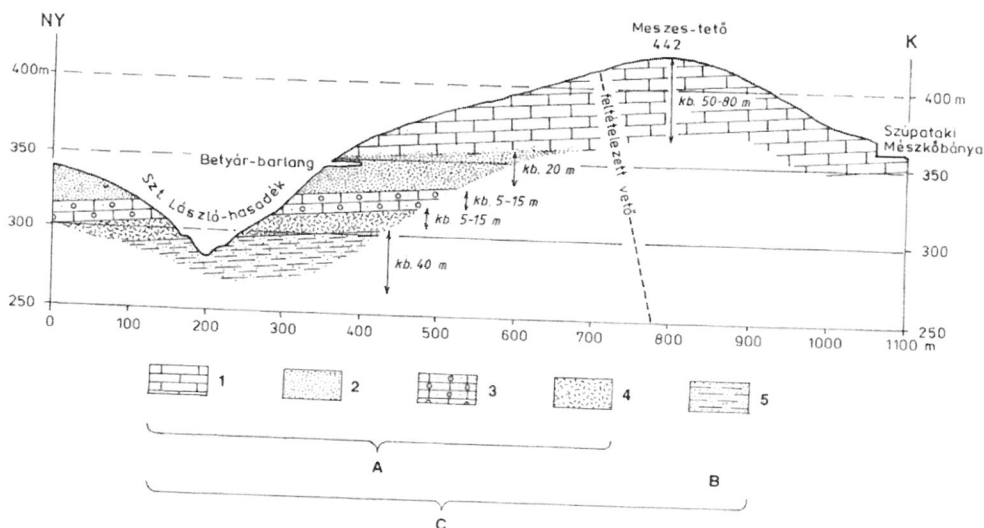 NY
Meszes-tető
442
K
400m
400 m
kb. 50-80 m
feltételezett vető
Szúpataki
Mészkőbánya
350
Betyár-barlang
350
Szt. László-hasadék
kb. 20 m
kb. 5-15 m
kb. 5-15 m
300
300
kb. 40 m
250
250
0 100 200 300 400 500 600 700 800 900 1000 1100 m
1 2 3 4 5
A
B
C